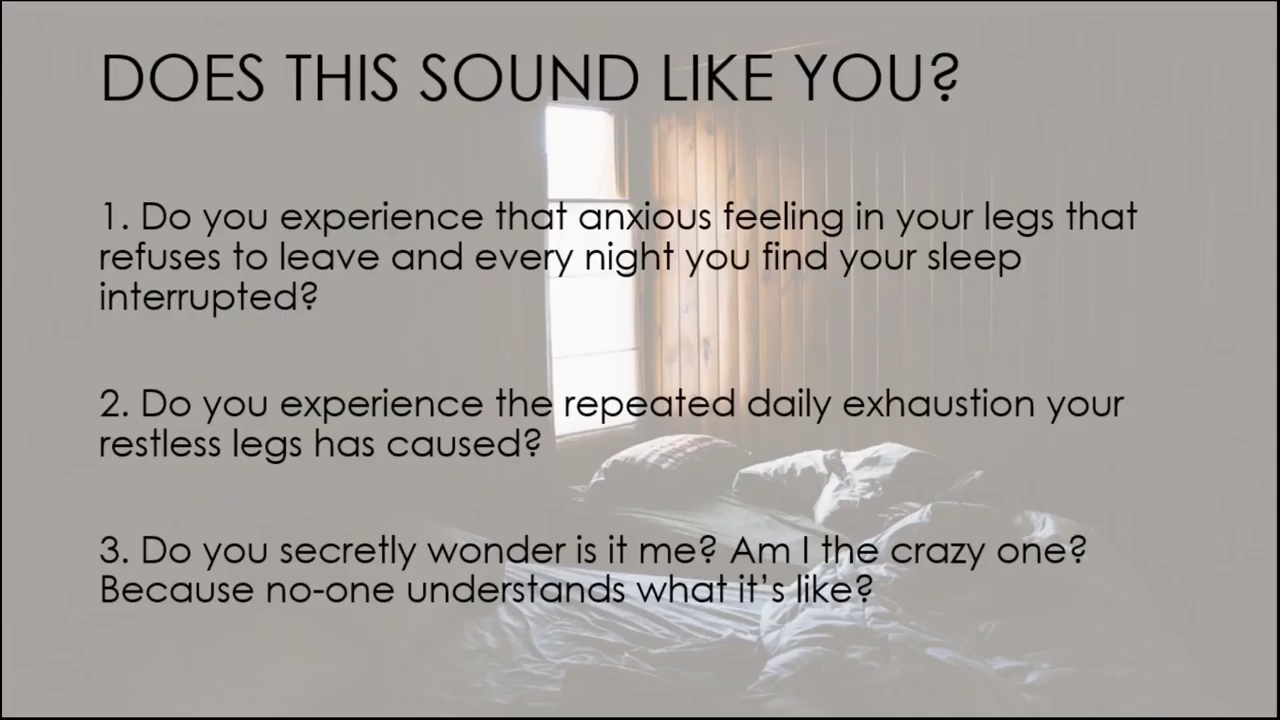 DOES THIS SOUND LIKE YOU?
1. Do you experience that anxious feeling in your legs that
refuses to leave and every night you find your sleep
interrupted?
2. Do you experience the repeated daily exhaustion your
restless legs has caused?
3. Do you secretly wonder is it me? Am I the crazy one?
Because no-one understands what it’s like?